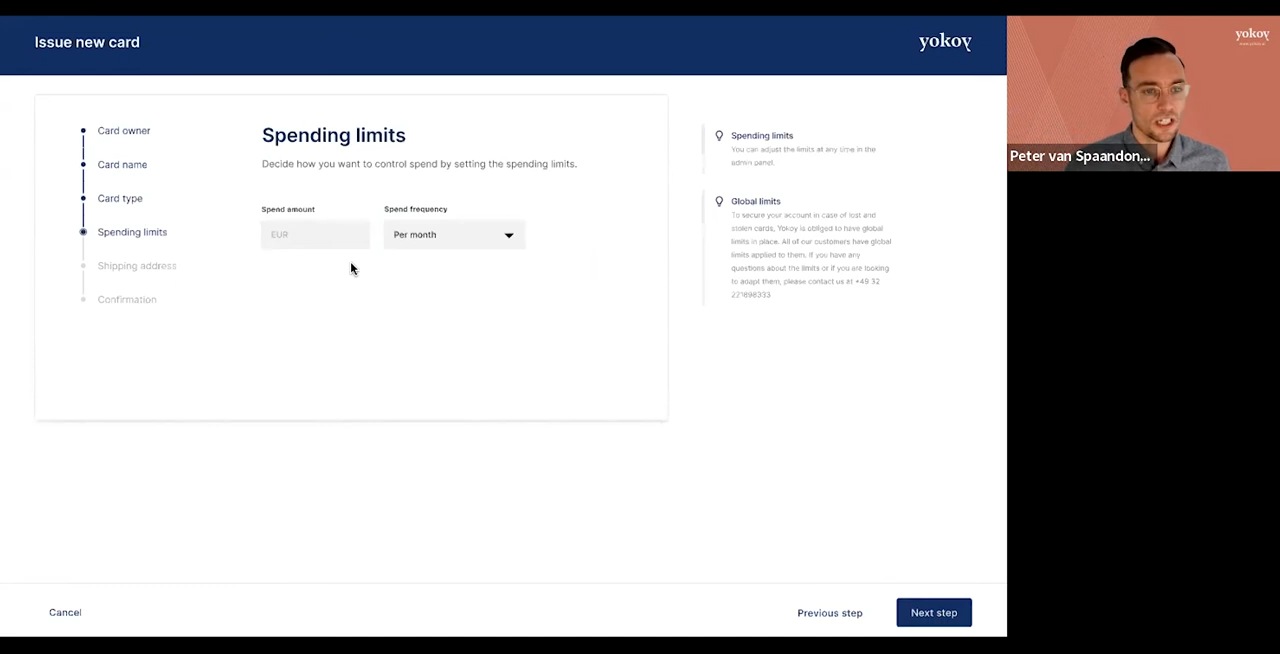 Issue new card
yokoy
Card owner
Card name
Card type
Spending limits
Shipping address
Confirmation
Spending limits
Decide how you want to control spend by setting the spending limits.
Spend amount
Spend frequency
EUR
Per month
Spending limits
You can adjust the limits at any time in the
admin panel.
Global limits
To secure your account in case of lost and
stolen cards, Yokoy is obliged to have global
limits in place. All of our customers have global
limits applied to them. If you have any
questions about the limits or if you are looking
to adapt them, please contact us at +49 32
221898333
Cancel
Previous step
Next step
yokoy
Peter van Spaandon...